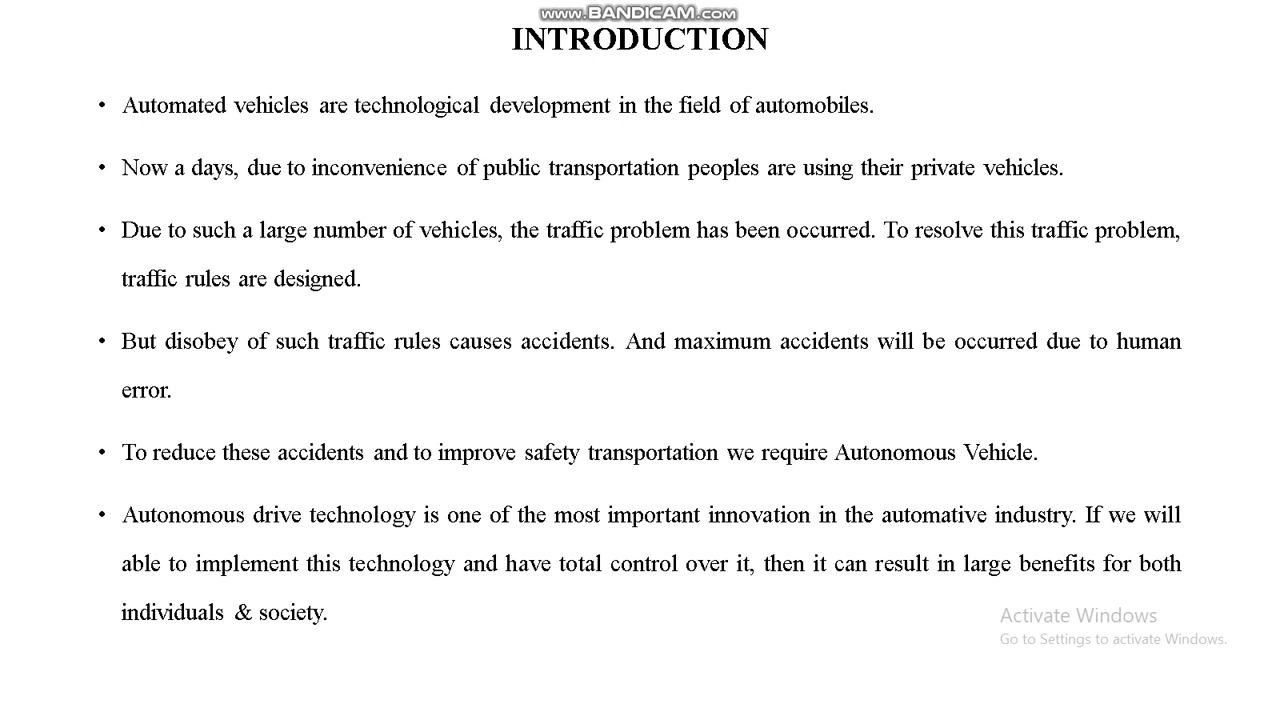 www.BANDICAM.com
INTRODUCTION
• Automated vehicles are technological development in the field of automobiles.
• Now a days, due to inconvenience of public transportation peoples are using their private vehicles.
• Due to such a large number of vehicles, the traffic problem has been occurred. To resolve this traffic problem,
traffic rules are designed.
• But disobey of such traffic rules causes accidents. And maximum accidents will be occurred due to human
error.
• To reduce these accidents and to improve safety transportation we require Autonomous Vehicle.
• Autonomous drive technology is one of the most important innovation in the automative industry. If we will
able to implement this technology and have total control over it, then it can result in large benefits for both
individuals & society.
Activate Windows
Go to Settings to activate Windows.